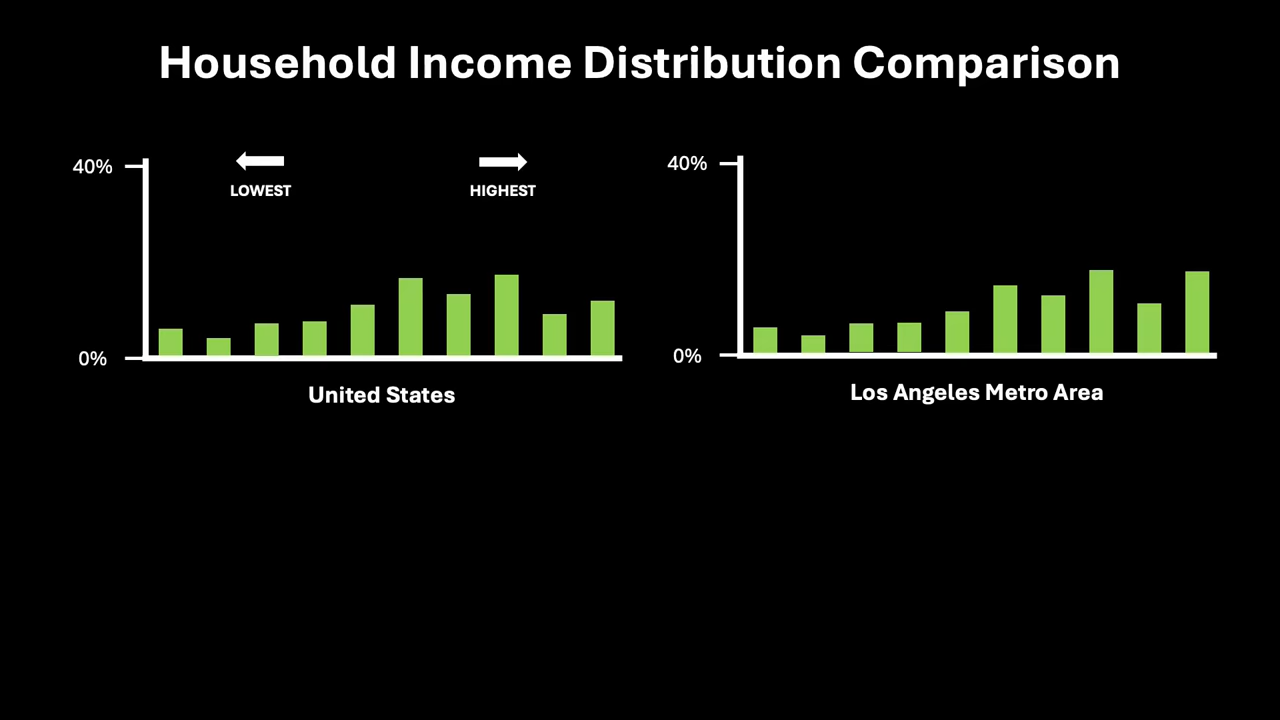 Household Income Distribution Comparison
40%
LOWEST
HIGHEST
0%
United States
40%
0%
Los Angeles Metro Area